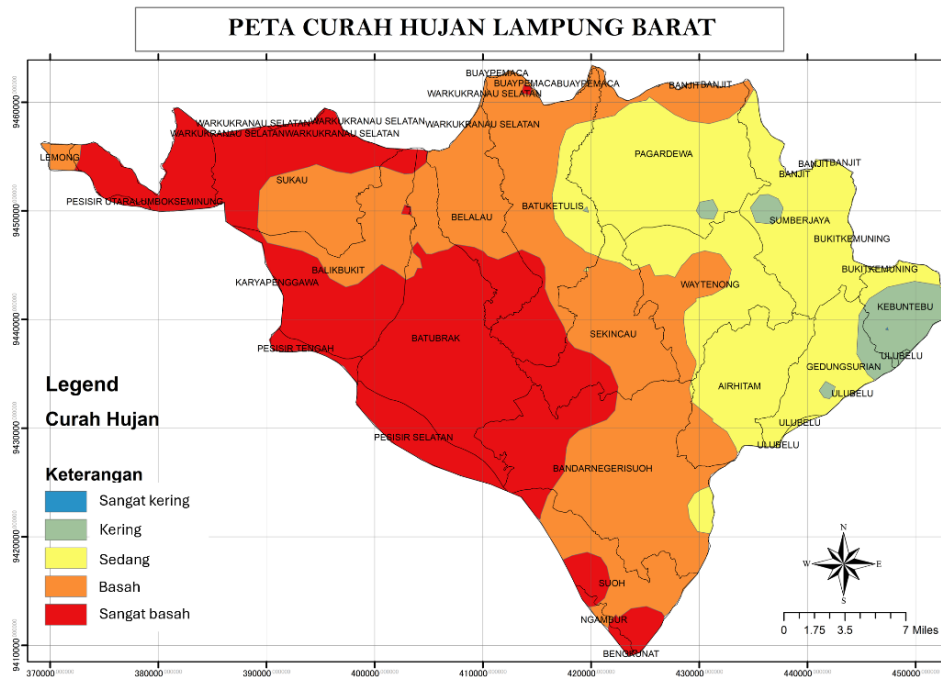 PETA CURAH HUJAN LAMPUNG BARAT
BUAYPEMACA
BUAYPEMACABUAYPEMACA
BANJITBANJIT
WARKUKRANAU SELATAN
WARKUKRANAU SELATAN
WARKUKRANAU SELATAN
WARKUKRANAU SELATAN
WARKUKRANAU SELATANWARKUKRANAU SELATAN
LEMONG
PAGARDEWA
BANJIT
BANJIT
BANJIT
SUKAU
PESISIR UTARALUMBOKSEMINUNG
BATUKETULIS
BELALAU
SUMBERJAYA
BUKITKEMUNING
BALIKBUKIT
BUKITKEMUNING
KARYAPENGGAWA
WAYTENONG
KEBUNTEBU
SEKINCAU
BATUBRAK
PESISIR TENGAH
ULUBELU
GEDUNGSURIAN
AIRHITAM
ULUBELU
ULUBELU
PESISIR SELATAN
ULUBELU
BANDARNEGERISUOH
SUOH
NGAMBUR
BENGKUNAT
Legend
Curah Hujan
Keterangan
Sangat kering
Kering
Sedang
Basah
Sangat basah
N
W E
S
0 1.75 3.5 7 Miles
9460000
9450000
9440000
9430000
9420000
9410000
370000 380000 390000 400000 410000 420000 430000 440000 450000